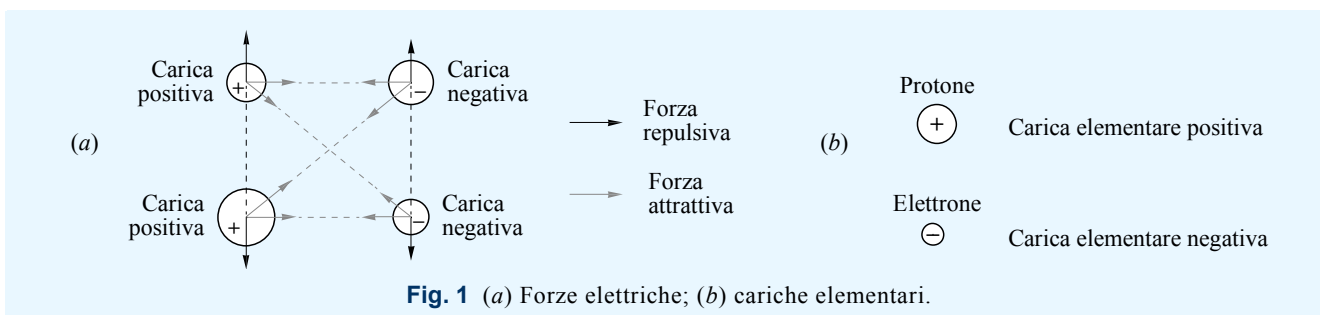 (a)
Carica
positiva
+
Carica
negativa
−
Carica
positiva
+
Carica
negativa
−
Forza
repulsiva
Forza
attrattiva
(b)
Protone
+
Carica elementare positiva
Elettrone
−
Carica elementare negativa
Fig. 1 (a) Forze elettriche; (b) cariche elementari.